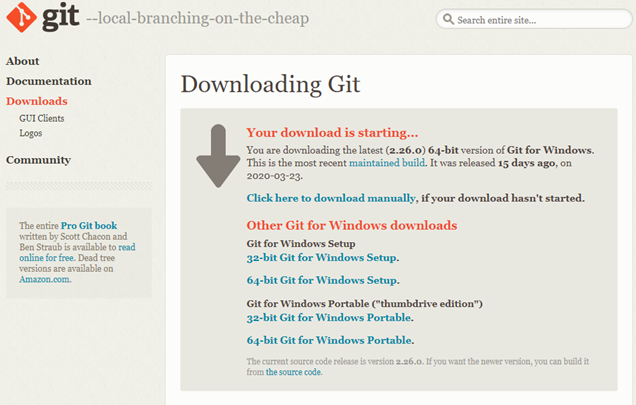 git --local-branching-on-the-cheap
Search entire site...
About
Documentation
Downloads
GUI Clients
Logos
Community
The entire Pro Git book
written by Scott Chacon and
Ben Straub is available to read
online for free. Dead tree
versions are available on
Amazon.com.
Downloading Git
Your download is starting...
You are downloading the latest (2.26.0) 64-bit version of Git for Windows.
This is the most recent maintained build. It was released 15 days ago, on
2020-03-23.
Click here to download manually, if your download hasn't started.
Other Git for Windows downloads
Git for Windows Setup
32-bit Git for Windows Setup.
64-bit Git for Windows Setup.
Git for Windows Portable ("thumbdrive edition")
32-bit Git for Windows Portable.
64-bit Git for Windows Portable.
The current source code release is version 2.26.0. If you want the newer version, you can build it
from the source code.